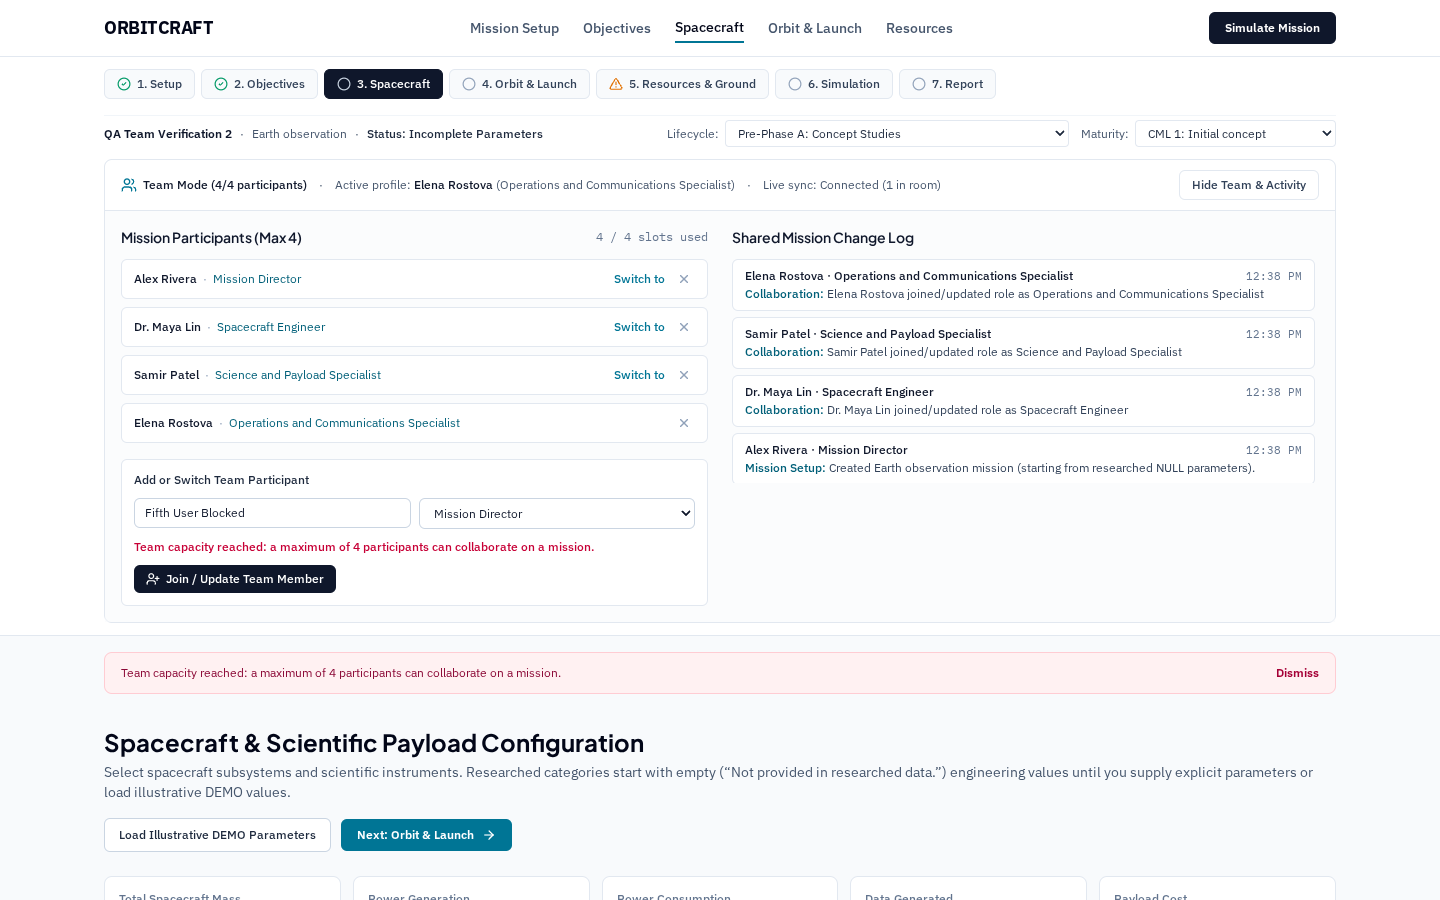 ORBITCRAFT
Mission Setup
Objectives
Spacecraft
Orbit & Launch
Resources
Simulate Mission
1. Setup
2. Objectives
3. Spacecraft
4. Orbit & Launch
5. Resources & Ground
6. Simulation
7. Report
QA Team Verification 2 · Earth observation · Status: Incomplete Parameters
Lifecycle: Pre-Phase A: Concept Studies
Maturity: CML 1: Initial concept
Team Mode (4/4 participants) · Active profile: Elena Rostova (Operations and Communications Specialist) · Live sync: Connected (1 in room)
Hide Team & Activity
Mission Participants (Max 4)
4 / 4 slots used
Alex Rivera · Mission Director
Switch to
Dr. Maya Lin · Spacecraft Engineer
Switch to
Samir Patel · Science and Payload Specialist
Switch to
Elena Rostova · Operations and Communications Specialist
Add or Switch Team Participant
Fifth User Blocked
Mission Director
Team capacity reached: a maximum of 4 participants can collaborate on a mission.
Join / Update Team Member
Shared Mission Change Log
Elena Rostova · Operations and Communications Specialist
12:38 PM
Collaboration: Elena Rostova joined/updated role as Operations and Communications Specialist
Samir Patel · Science and Payload Specialist
12:38 PM
Collaboration: Samir Patel joined/updated role as Science and Payload Specialist
Dr. Maya Lin · Spacecraft Engineer
12:38 PM
Collaboration: Dr. Maya Lin joined/updated role as Spacecraft Engineer
Alex Rivera · Mission Director
12:38 PM
Mission Setup: Created Earth observation mission (starting from researched NULL parameters).
Team capacity reached: a maximum of 4 participants can collaborate on a mission.
Dismiss
Spacecraft & Scientific Payload Configuration
Select spacecraft subsystems and scientific instruments. Researched categories start with empty (“Not provided in researched data.”) engineering values until you supply explicit parameters or
load illustrative DEMO values.
Load Illustrative DEMO Parameters
Next: Orbit & Launch
Total Spacecraft Mass
Power Generation
Power Consumption
Data Generated
Payload Cost